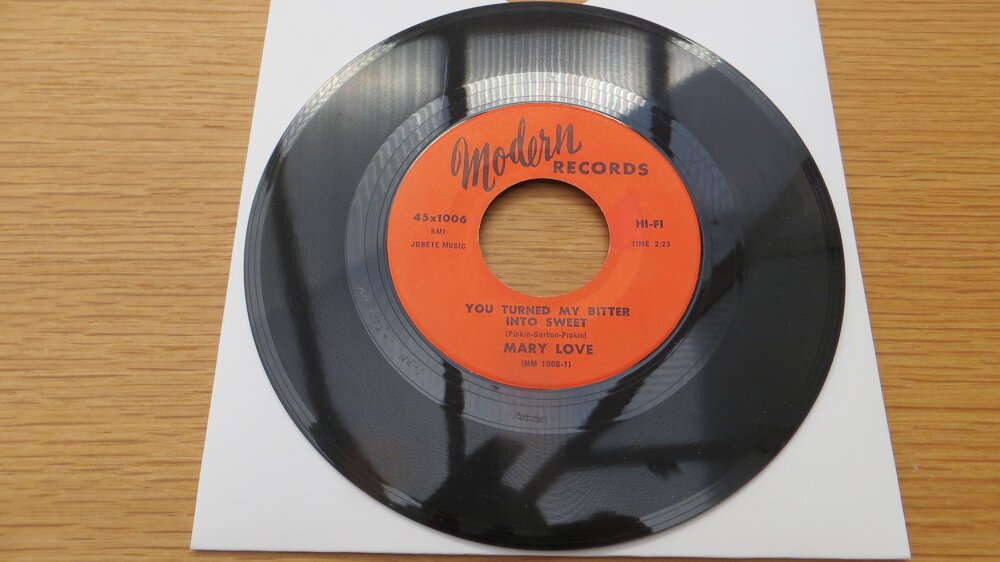 Modern
RECORDS
45x1006
BMI
JOBETE MUSIC
HI-FI
TIME 2:23
YOU TURNED MY BITTER
INTO SWEET
(Pipkin-Gorbon-Pipkin)
MARY LOVE
(MM 1006-1)